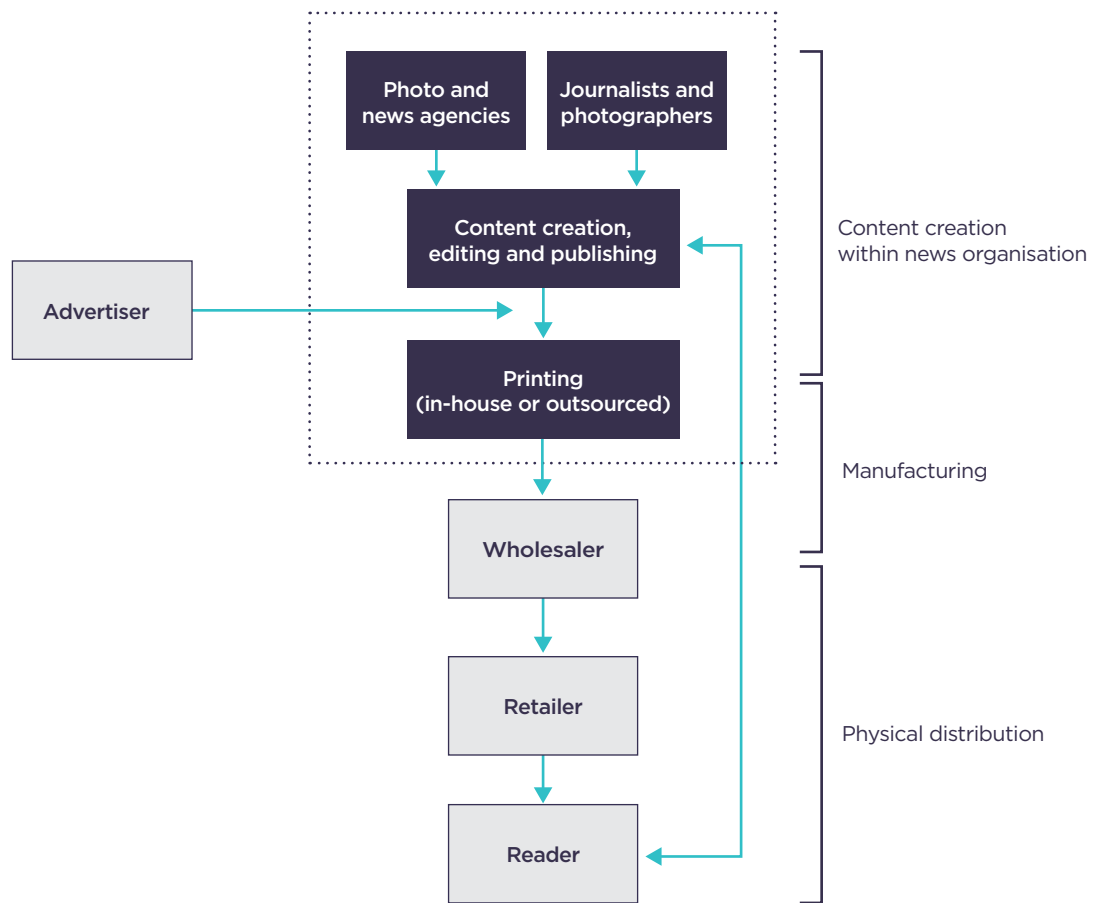 Photo and
news agencies
Journalists and
photographers
Content creation,
editing and publishing
Content creation
within news organisation
Advertiser
Printing
(in-house or outsourced)
Manufacturing
Wholesaler
Retailer
Physical distribution
Reader